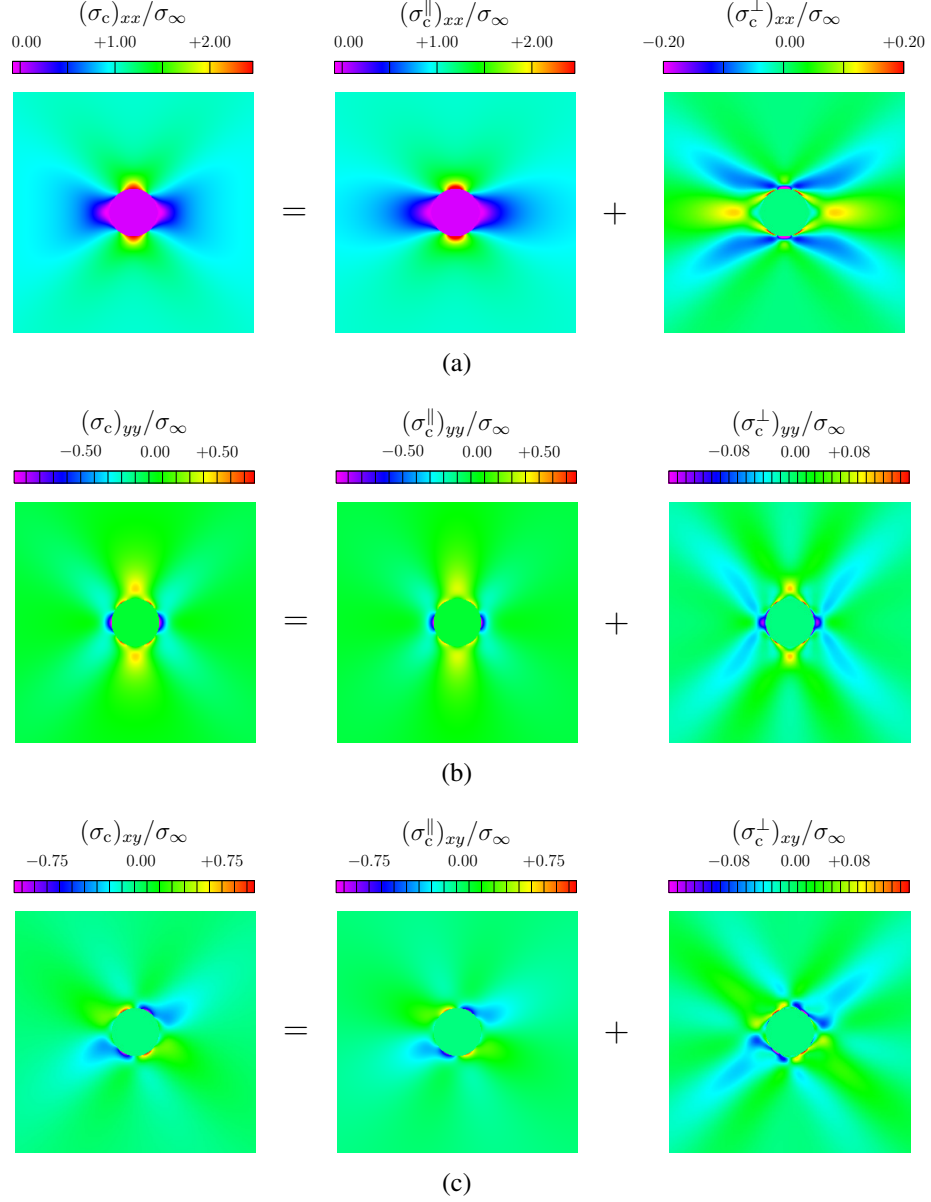 (σc)xx/σ∞ (σc∥)xx/σ∞ (σc⊥)xx/σ∞
0.00 +1.00 +2.00 0.00 +1.00 +2.00 −0.20 0.00 +0.20
= +
(a)
(σc)yy/σ∞ (σc∥)yy/σ∞ (σc⊥)yy/σ∞
−0.50 0.00 +0.50 −0.50 0.00 +0.50 −0.08 0.00 +0.08
= +
(b)
(σc)xy/σ∞ (σc∥)xy/σ∞ (σc⊥)xy/σ∞
−0.75 0.00 +0.75 −0.75 0.00 +0.75 −0.08 0.00 +0.08
= +
(c)